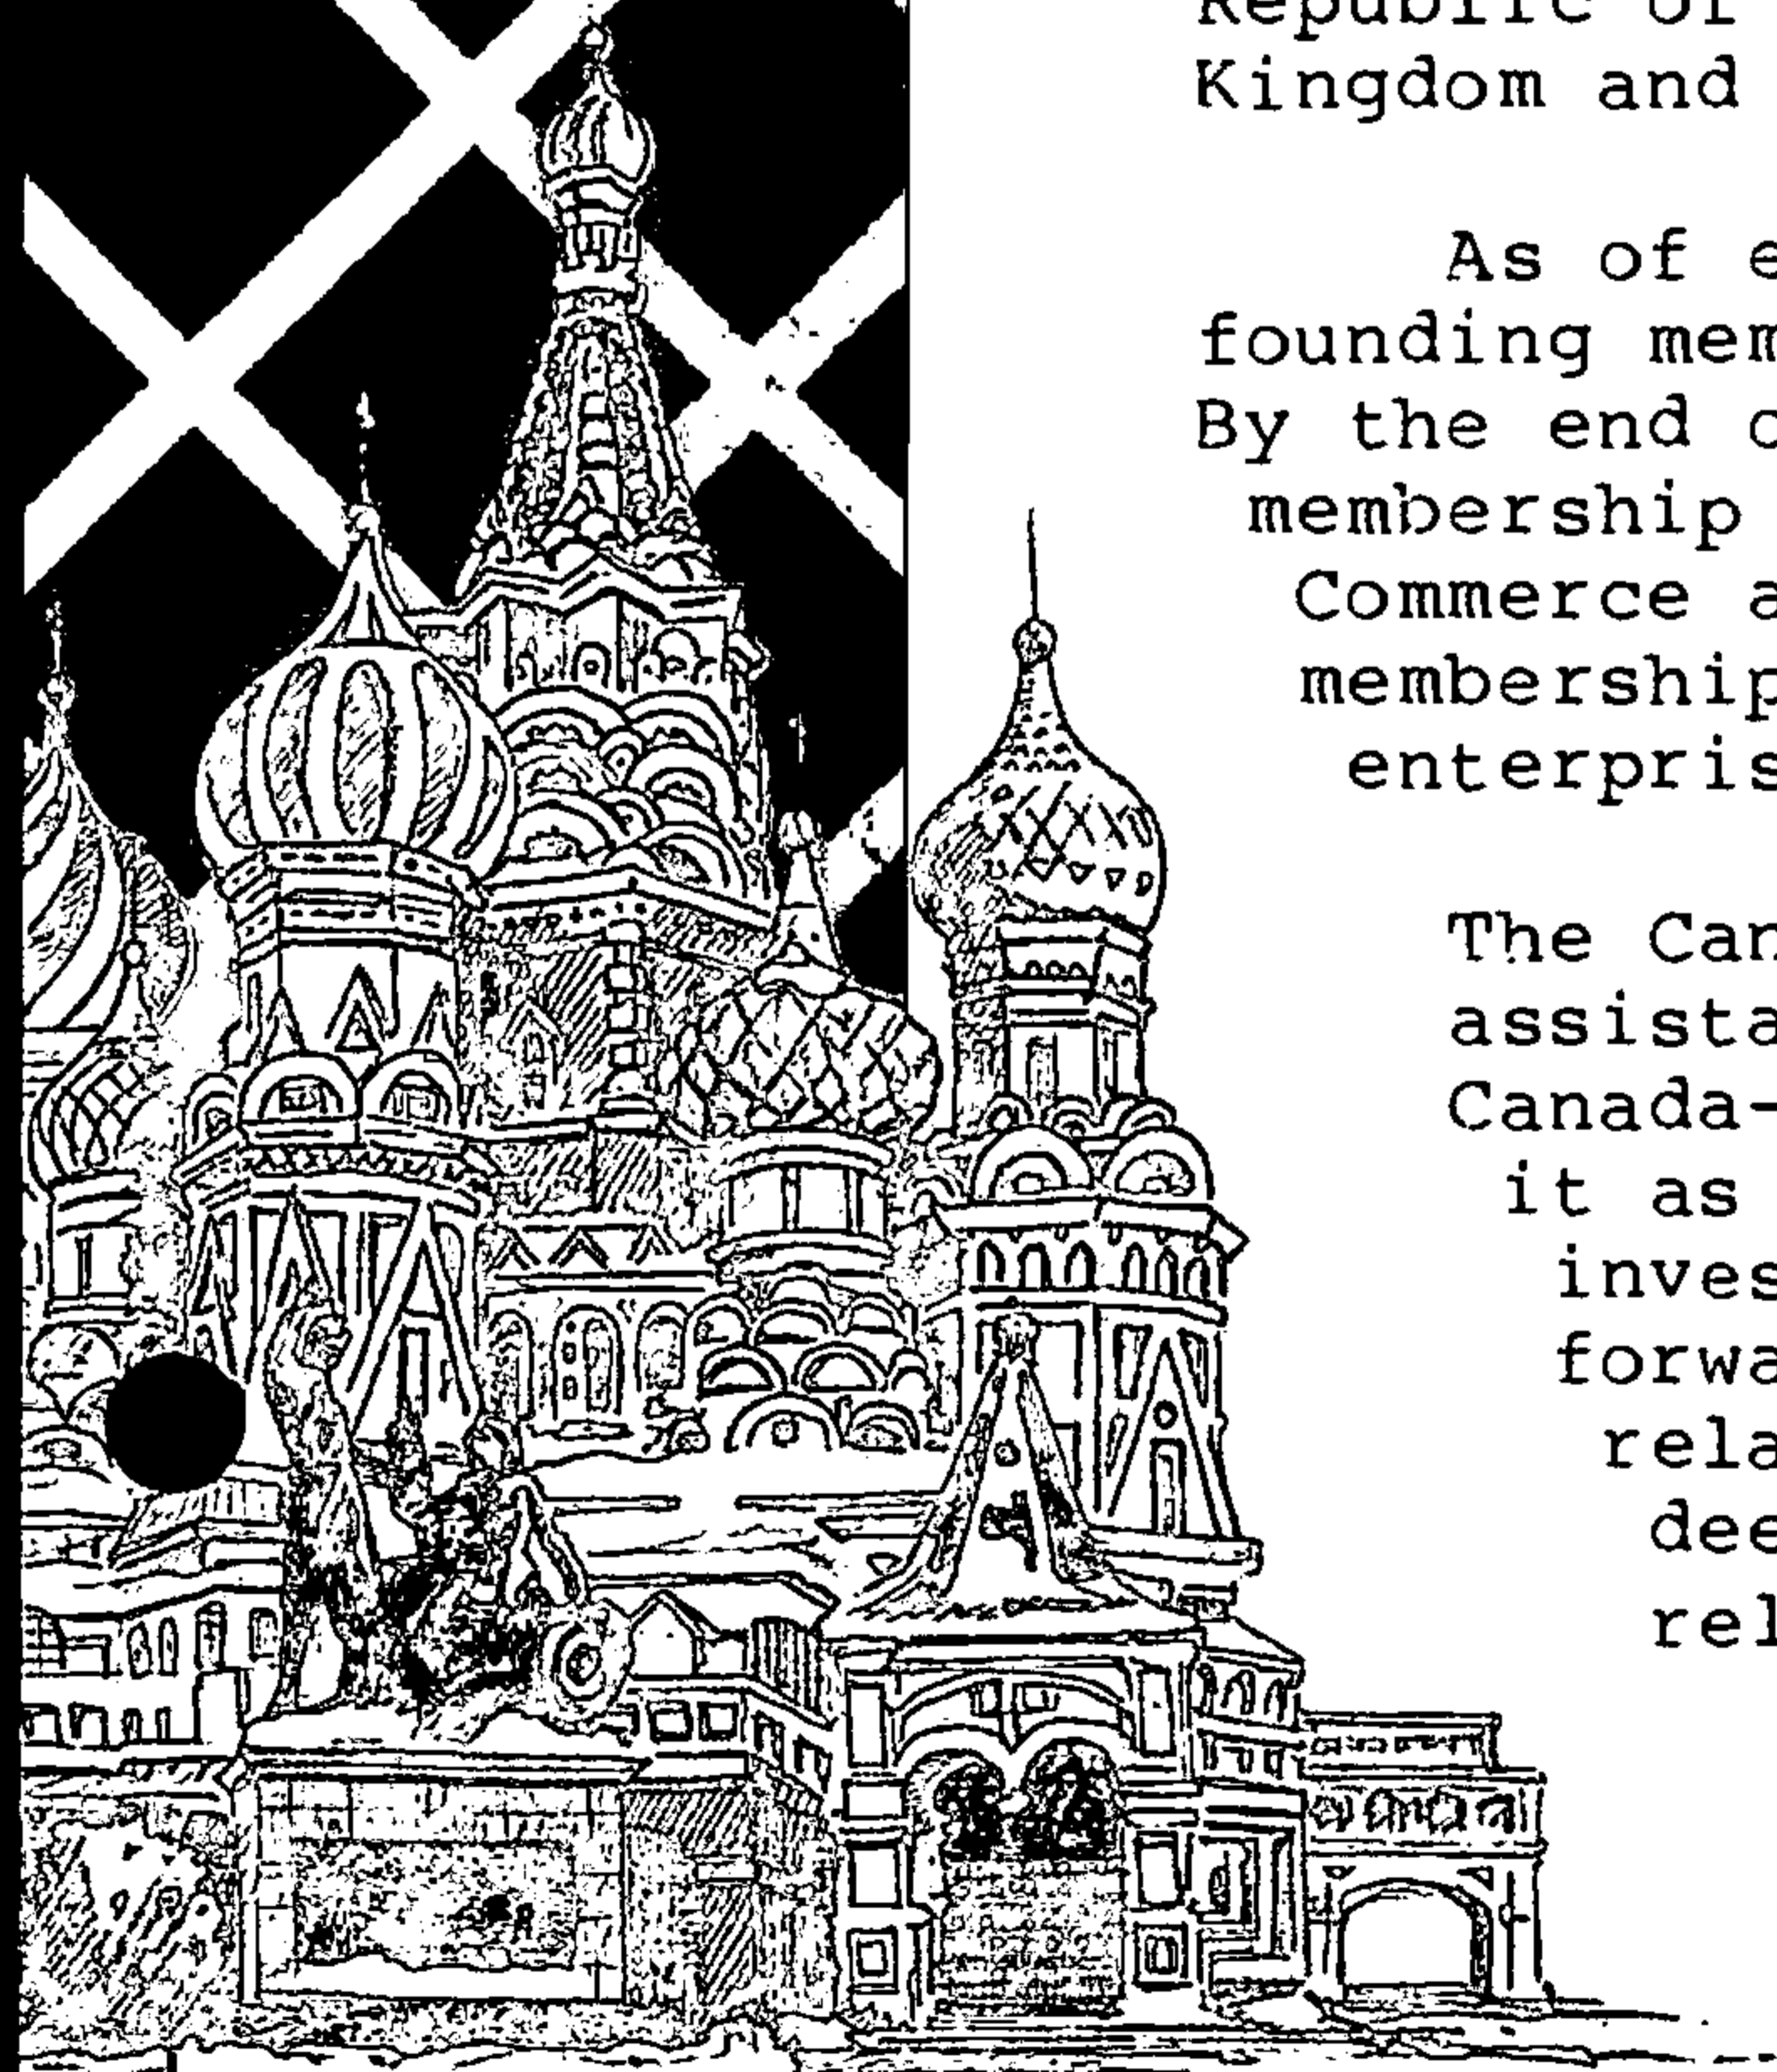 Republic of
Kingdom and
As of e
founding mem
By the end o
membership
Commerce a
membership
enterpris
The Can
assista
Canada-
it as
inves
forwa
rela
dee
rel